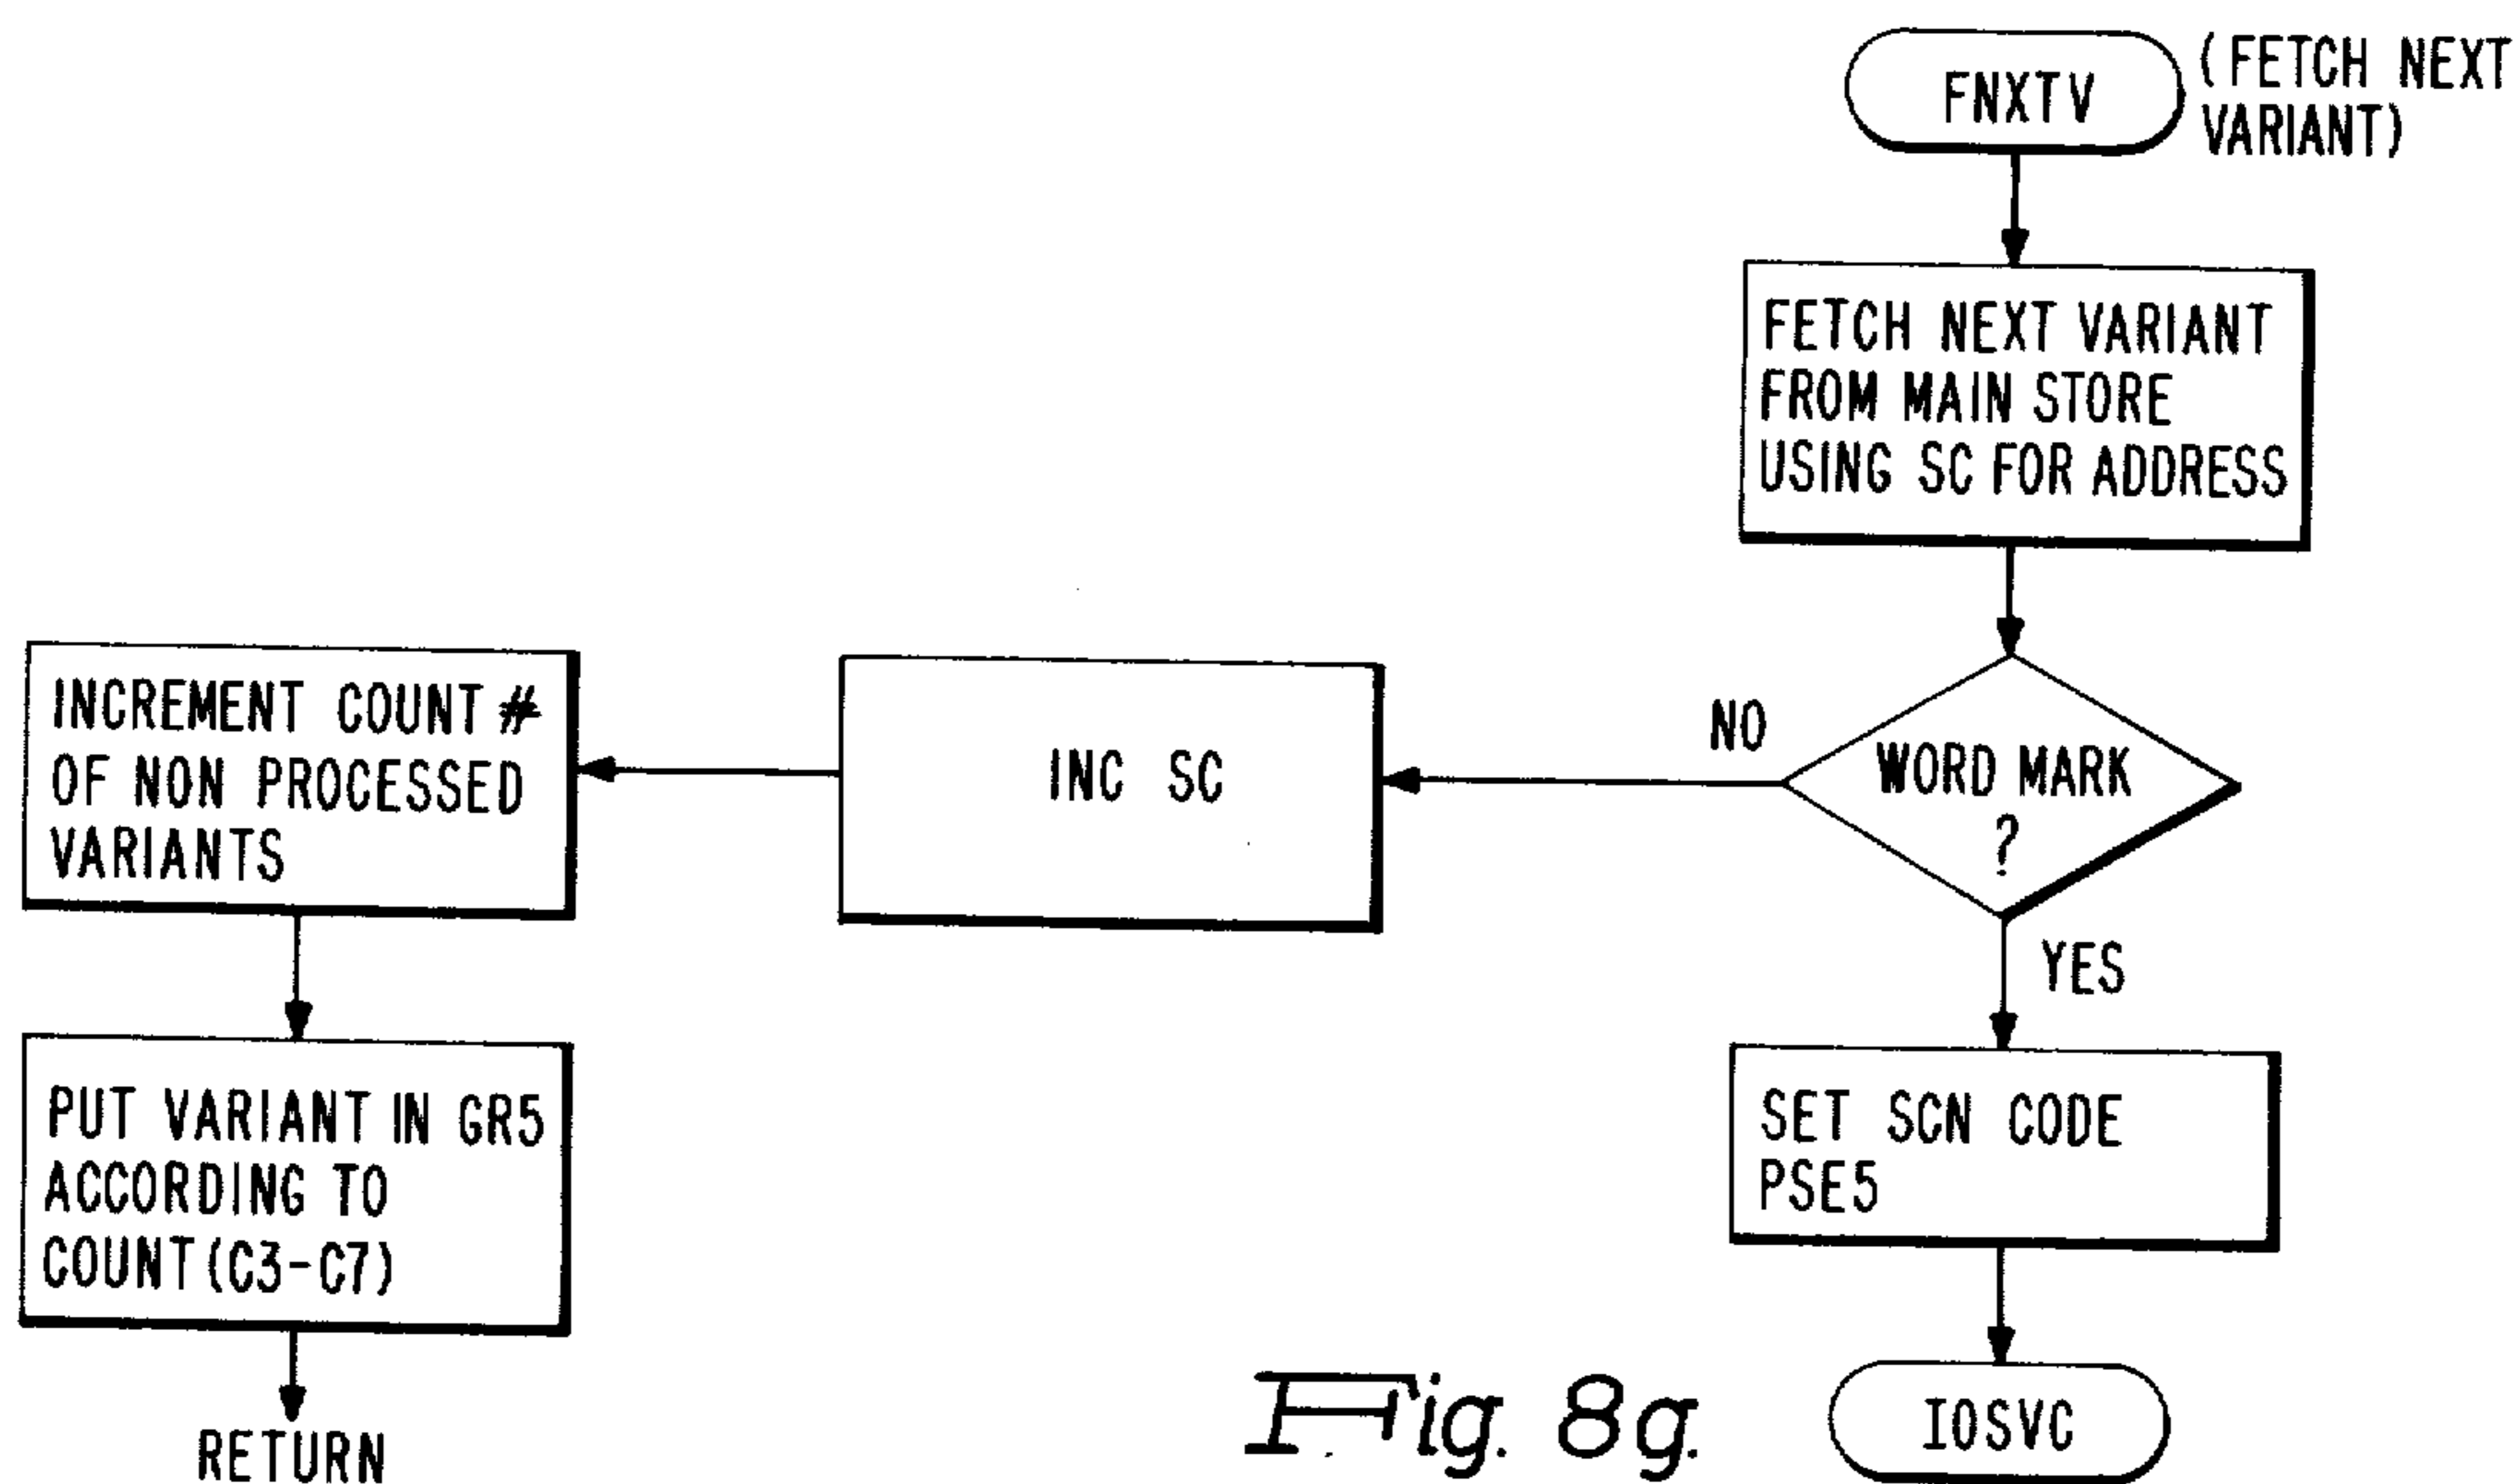 FNXTV
(FETCH NEXT
VARIANT)
FETCH NEXT VARIANT
FROM MAIN STORE
USING SC FOR ADDRESS
WORD MARK
?
NO
YES
INC SC
INCREMENT COUNT #
OF NON PROCESSED
VARIANTS
PUT VARIANT IN GR5
ACCORDING TO
COUNT(C3-C7)
RETURN
SET SCN CODE
PSE5
IOSVC
Fig. 8g.